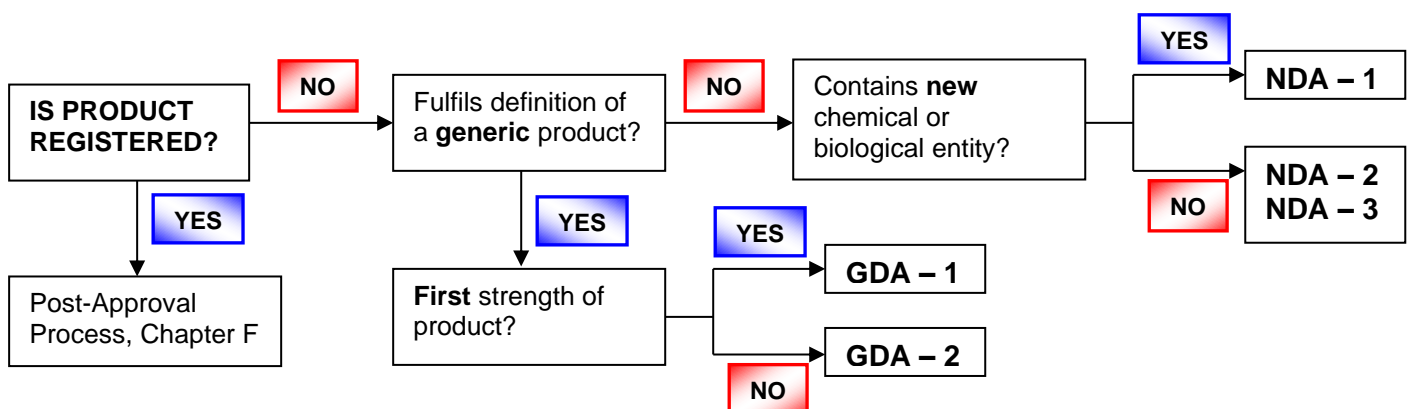 IS PRODUCT
REGISTERED?
NO
Fulfils definition of
a generic product?
NO
Contains new
chemical or
biological entity?
YES
NDA – 1
NO
NDA – 2
NDA – 3
YES
Post-Approval
Process, Chapter F
YES
First strength of
product?
YES
GDA – 1
NO
GDA – 2